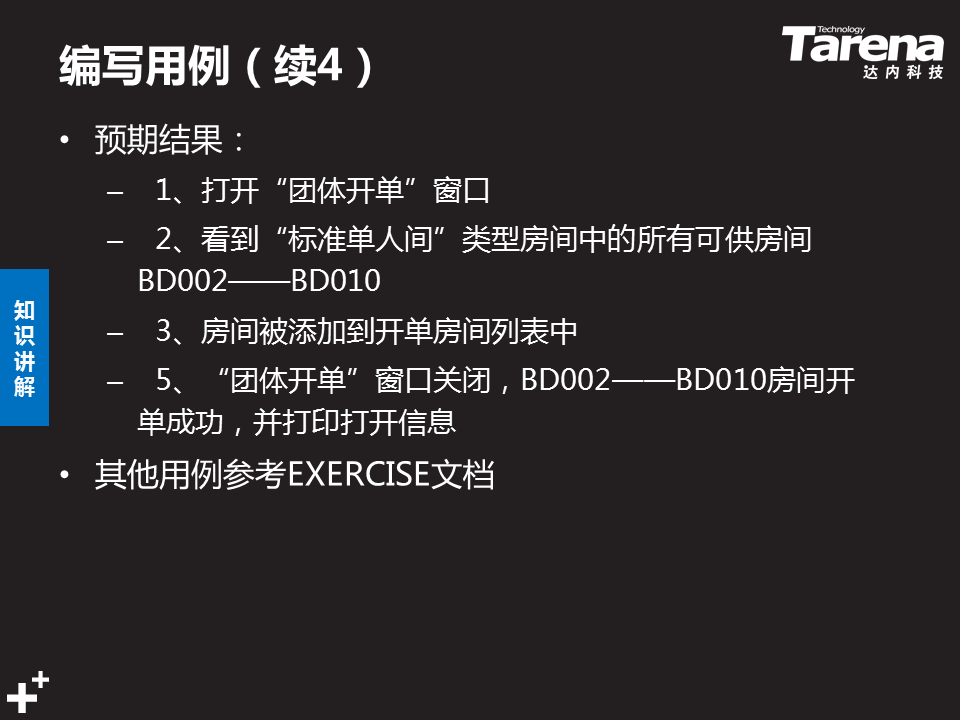 编写用例（续4）
Technology
Tarena
达内科技
• 预期结果：
– 1、打开“团体开单”窗口
– 2、看到“标准单人间”类型房间中的所有可供房间
BD002——BD010
– 3、房间被添加到开单房间列表中
– 5、“团体开单”窗口关闭，BD002——BD010房间开
单成功，并打印打开信息
• 其他用例参考EXERCISE文档
知
识
讲
解